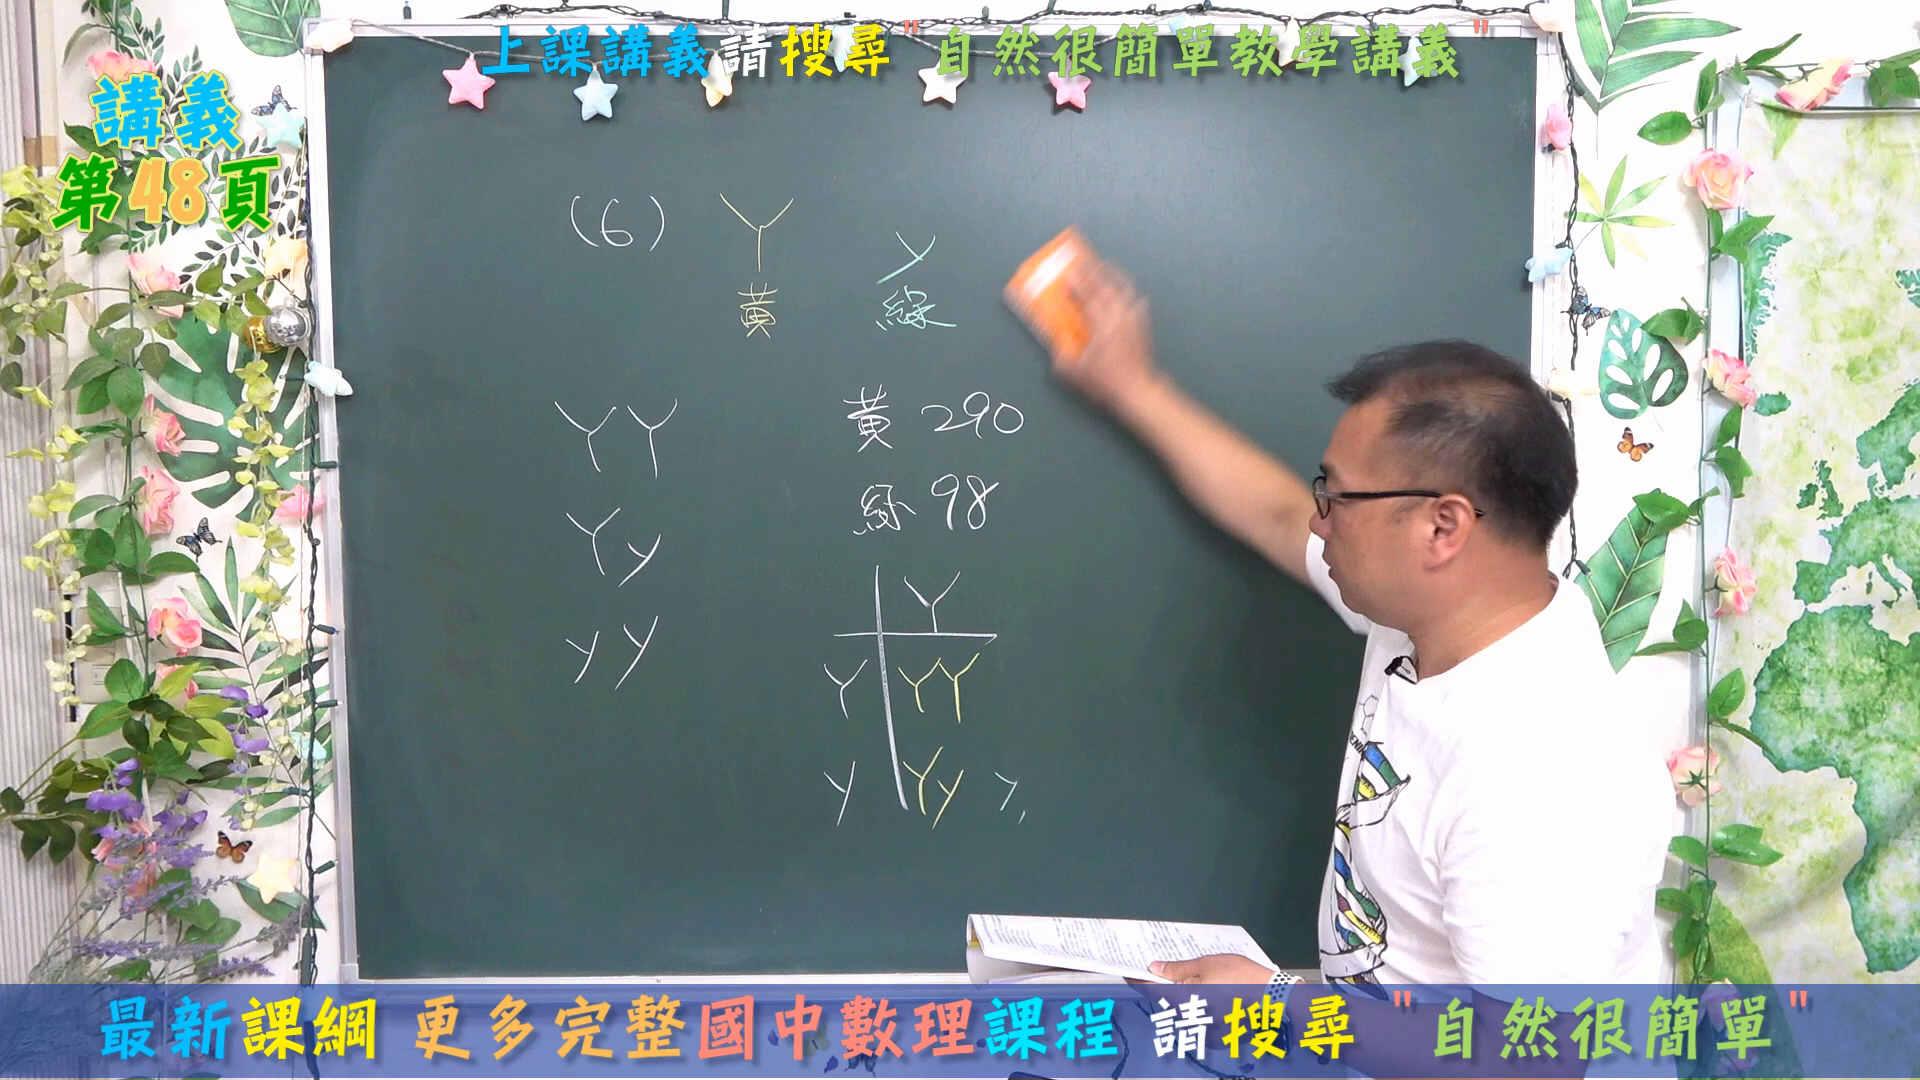 上課講義請搜尋"自然很簡單教學講義"
講義
第48頁
(6) Y y
黃 綠
YY 黃 290
Yy 綠 98
yy
Y
Y YY
y Yy
最新課綱 更多完整國中數理課程 請搜尋 "自然很簡單"